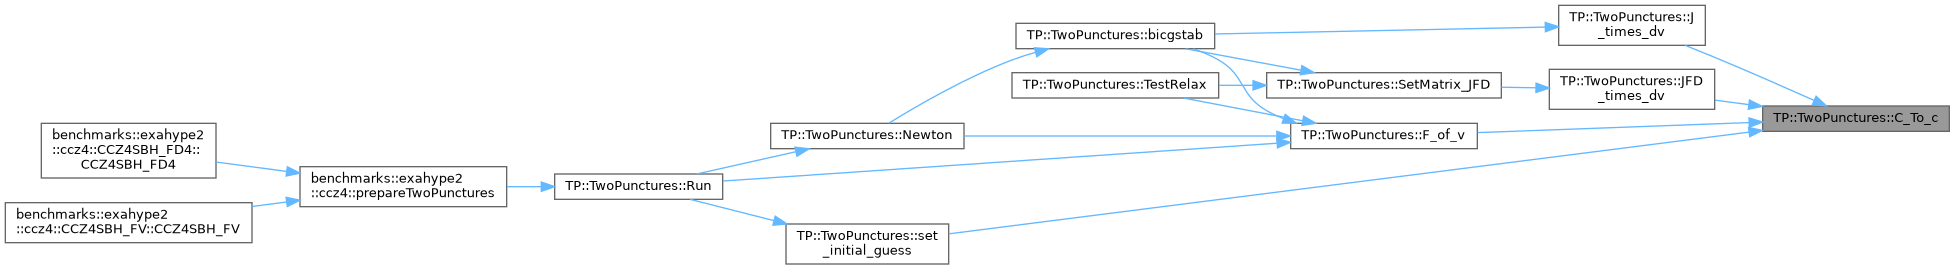 benchmarks::exahype2
::ccz4::CCZ4SBH_FD4::
CCZ4SBH_FD4
benchmarks::exahype2
::ccz4::CCZ4SBH_FV::CCZ4SBH_FV
benchmarks::exahype2
::ccz4::prepareTwoPunctures
TP::TwoPunctures::Run
TP::TwoPunctures::Newton
TP::TwoPunctures::set
_initial_guess
TP::TwoPunctures::bicgstab
TP::TwoPunctures::TestRelax
TP::TwoPunctures::SetMatrix_JFD
TP::TwoPunctures::F_of_v
TP::TwoPunctures::J
_times_dv
TP::TwoPunctures::JFD
_times_dv
TP::TwoPunctures::C_To_c